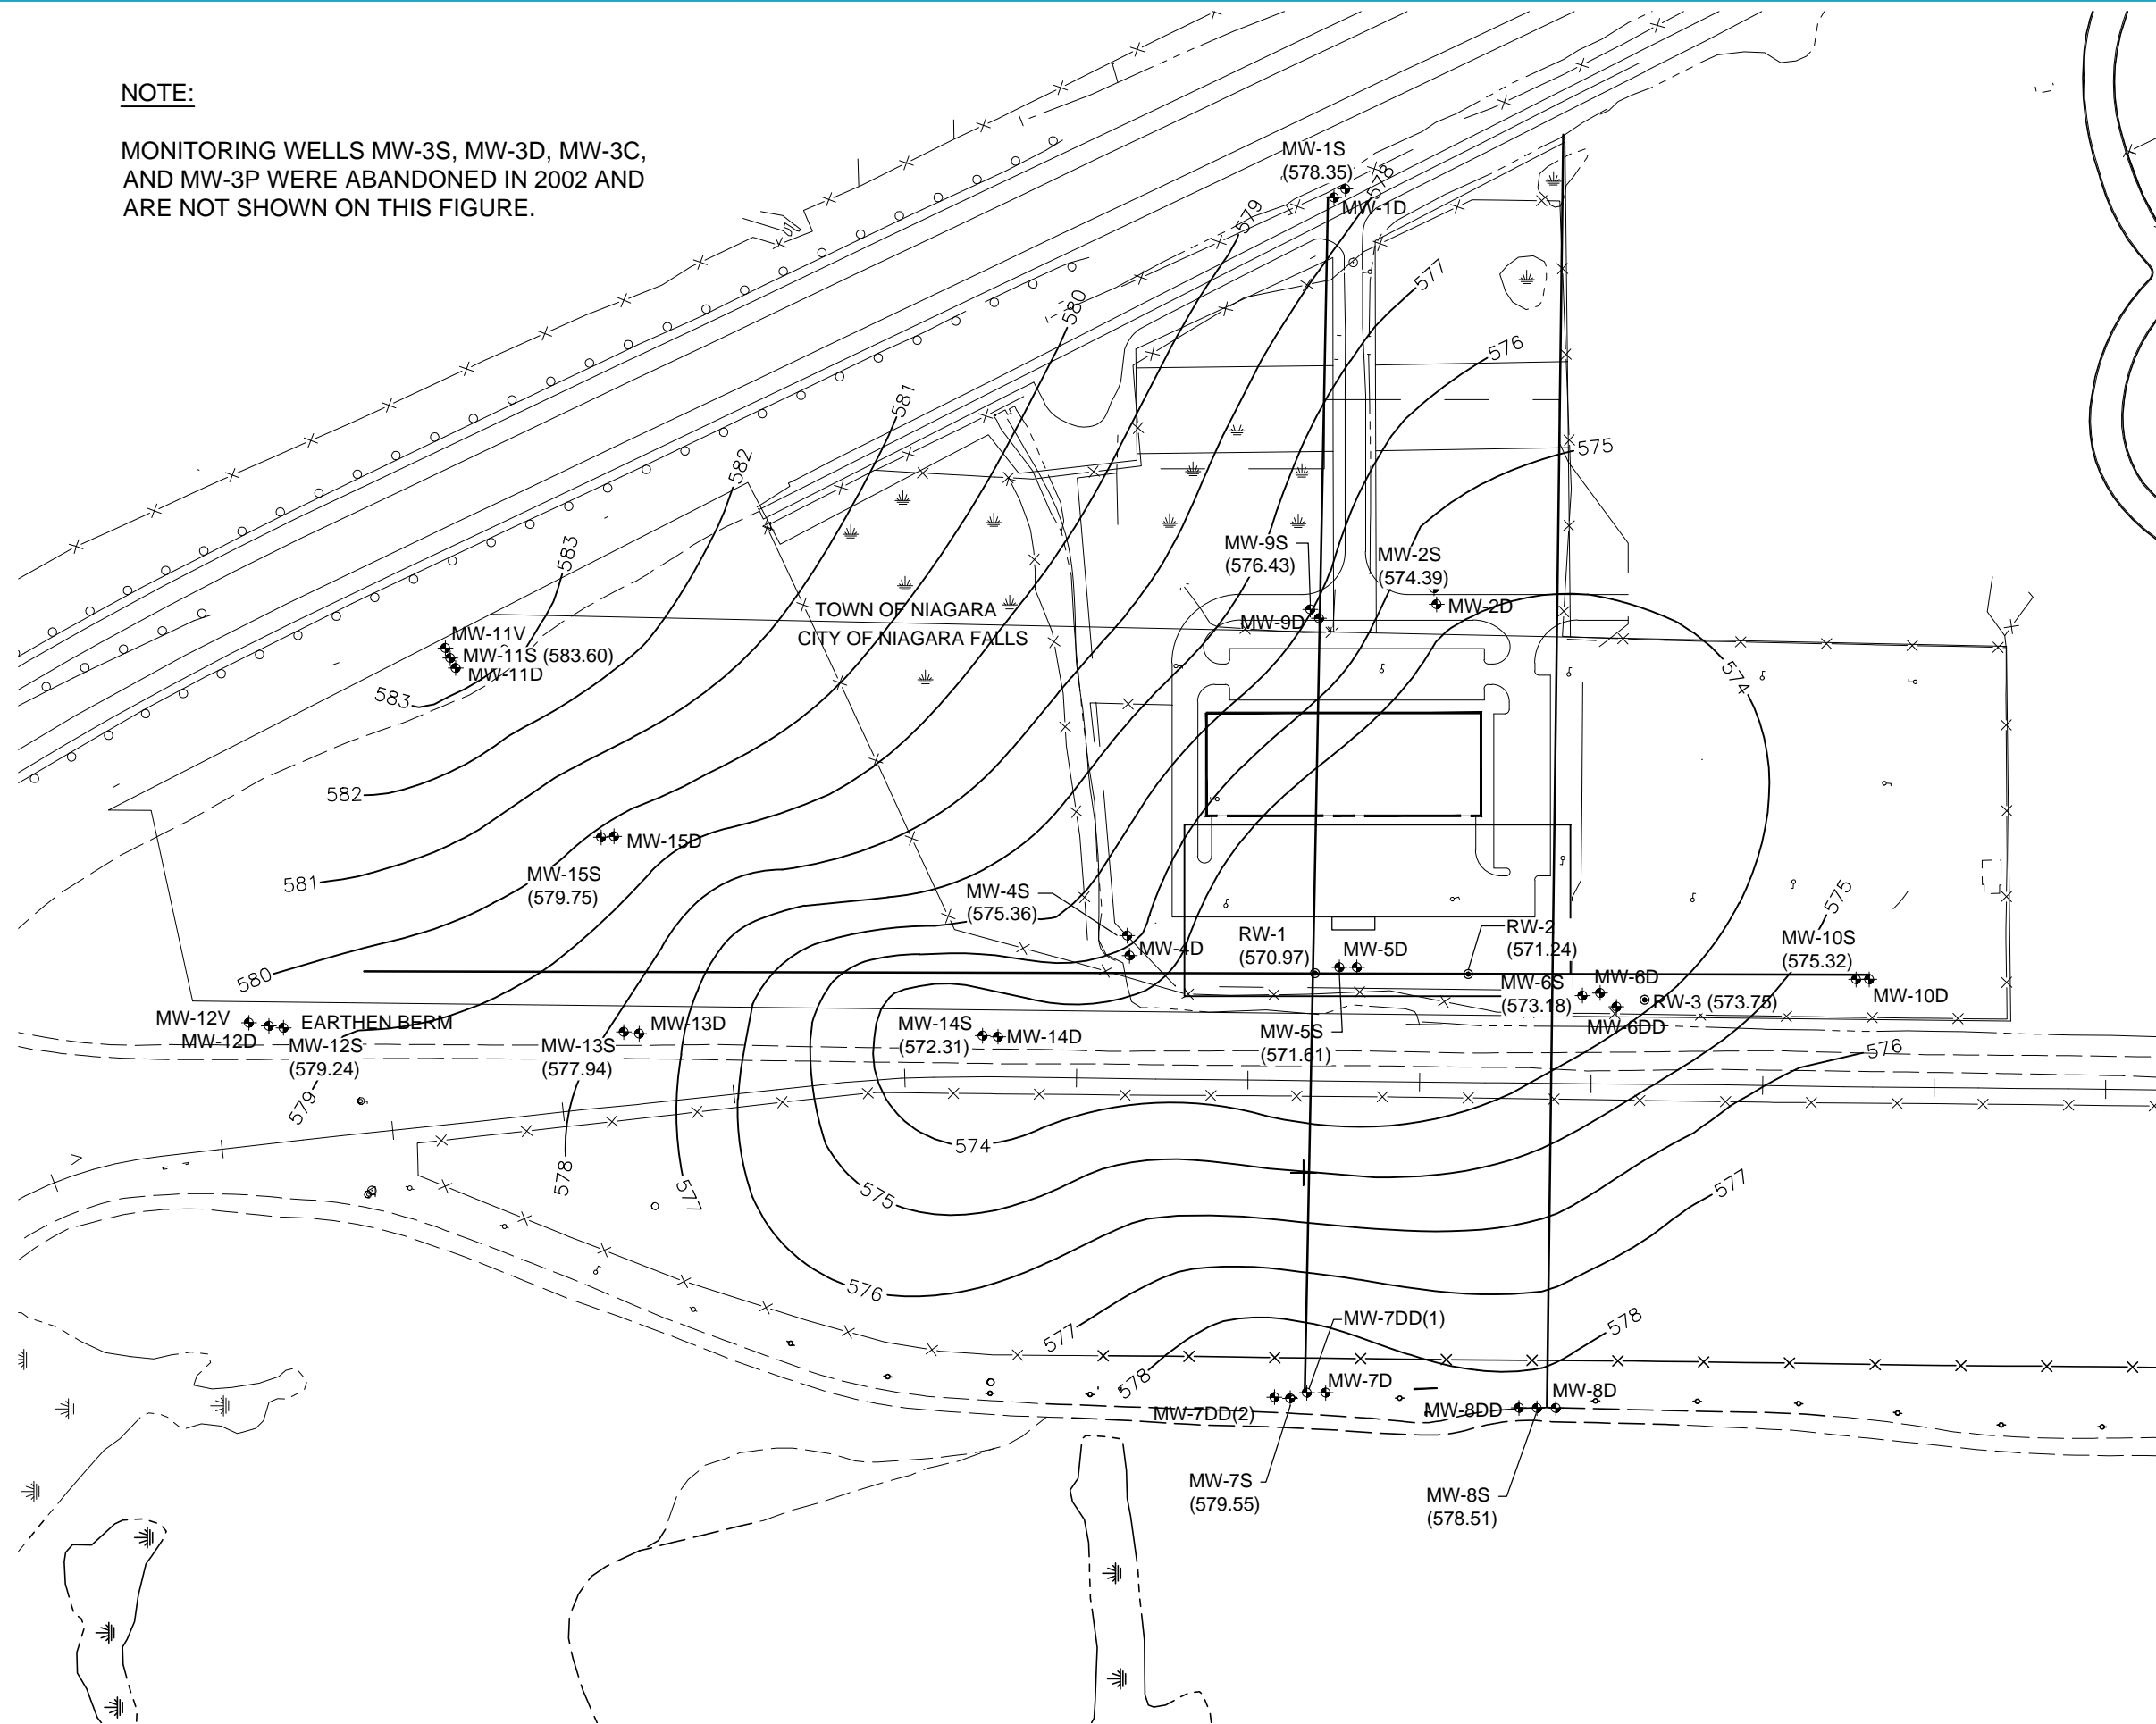 NOTE:
MONITORING WELLS MW-3S, MW-3D, MW-3C,
AND MW-3P WERE ABANDONED IN 2002 AND
ARE NOT SHOWN ON THIS FIGURE.
MW-1S
(578.35)
578
MW-1D
579
577
580
576
581
575
582
583
MW-9S
(576.43)
MW-2S
(574.39)
MW-2D
MW-9D
TOWN OF NIAGARA
CITY OF NIAGARA FALLS
MW-11V
MW-11S (583.60)
MW-11D
583
574
582
MW-15D
MW-15S
(579.75)
581
MW-4S
(575.36)
MW-4D
575
RW-1
(570.97)
MW-5D
RW-2
(571.24)
MW-10S
(575.32)
MW-10D
580
MW-6S
(573.18)
MW-6D
RW-3 (573.75)
MW-6DD
MW-12V
MW-12D
EARTHEN BERM
MW-12S
(579.24)
MW-13D
MW-13S
(577.94)
MW-14S
(572.31)
MW-14D
MW-5S
(571.61)
576
579
574
578
577
575
577
576
577
578
578
MW-7DD(1)
MW-7D
MW-7DD(2)
MW-8D
MW-8DD
MW-7S
(579.55)
MW-8S
(578.51)